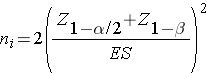 n_i = 2 ( (Z_{1−α/2} + Z_{1−β}) / ES )^2